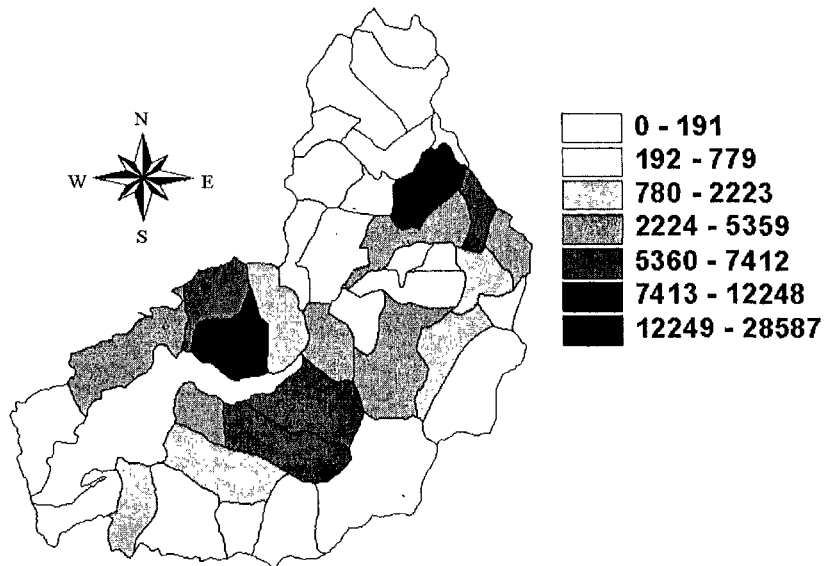 N
W E
S
0 - 191
192 - 779
780 - 2223
2224 - 5359
5360 - 7412
7413 - 12248
12249 - 28587